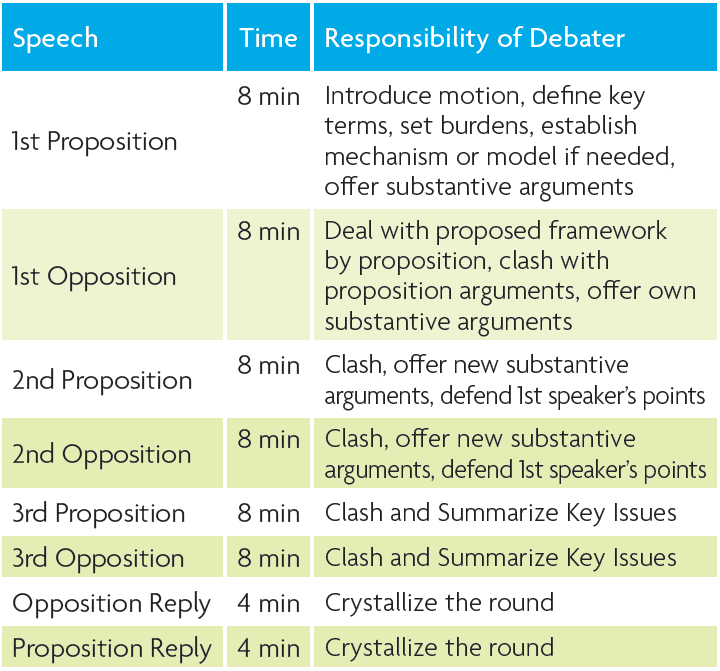 Speech Time Responsibility of Debater
1st Proposition 8 min Introduce motion, define key
terms, set burdens, establish
mechanism or model if needed,
offer substantive arguments
1st Opposition 8 min Deal with proposed framework
by proposition, clash with
proposition arguments, offer own
substantive arguments
2nd Proposition 8 min Clash, offer new substantive
arguments, defend 1st speaker's points
2nd Opposition 8 min Clash, offer new substantive
arguments, defend 1st speaker's points
3rd Proposition 8 min Clash and Summarize Key Issues
3rd Opposition 8 min Clash and Summarize Key Issues
Opposition Reply 4 min Crystallize the round
Proposition Reply 4 min Crystallize the round